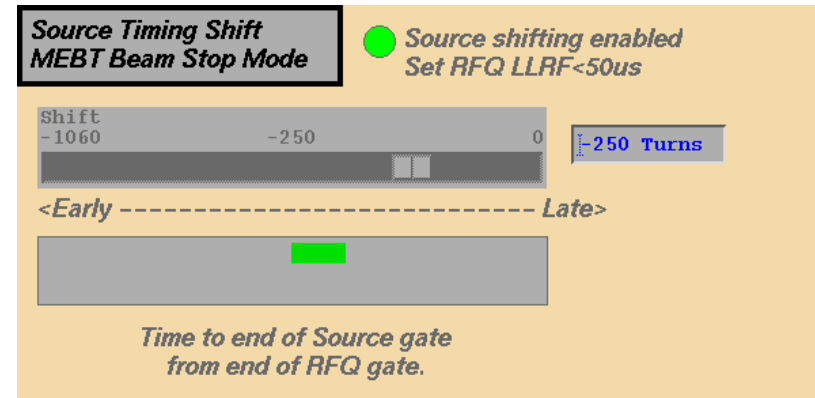 Source Timing Shift
MEBT Beam Stop Mode
Source shifting enabled
Set RFQ LLRF<50us
Shift
-1060 -250 0
-250 Turns
<Early ---------------------------- Late>
Time to end of Source gate
from end of RFQ gate.